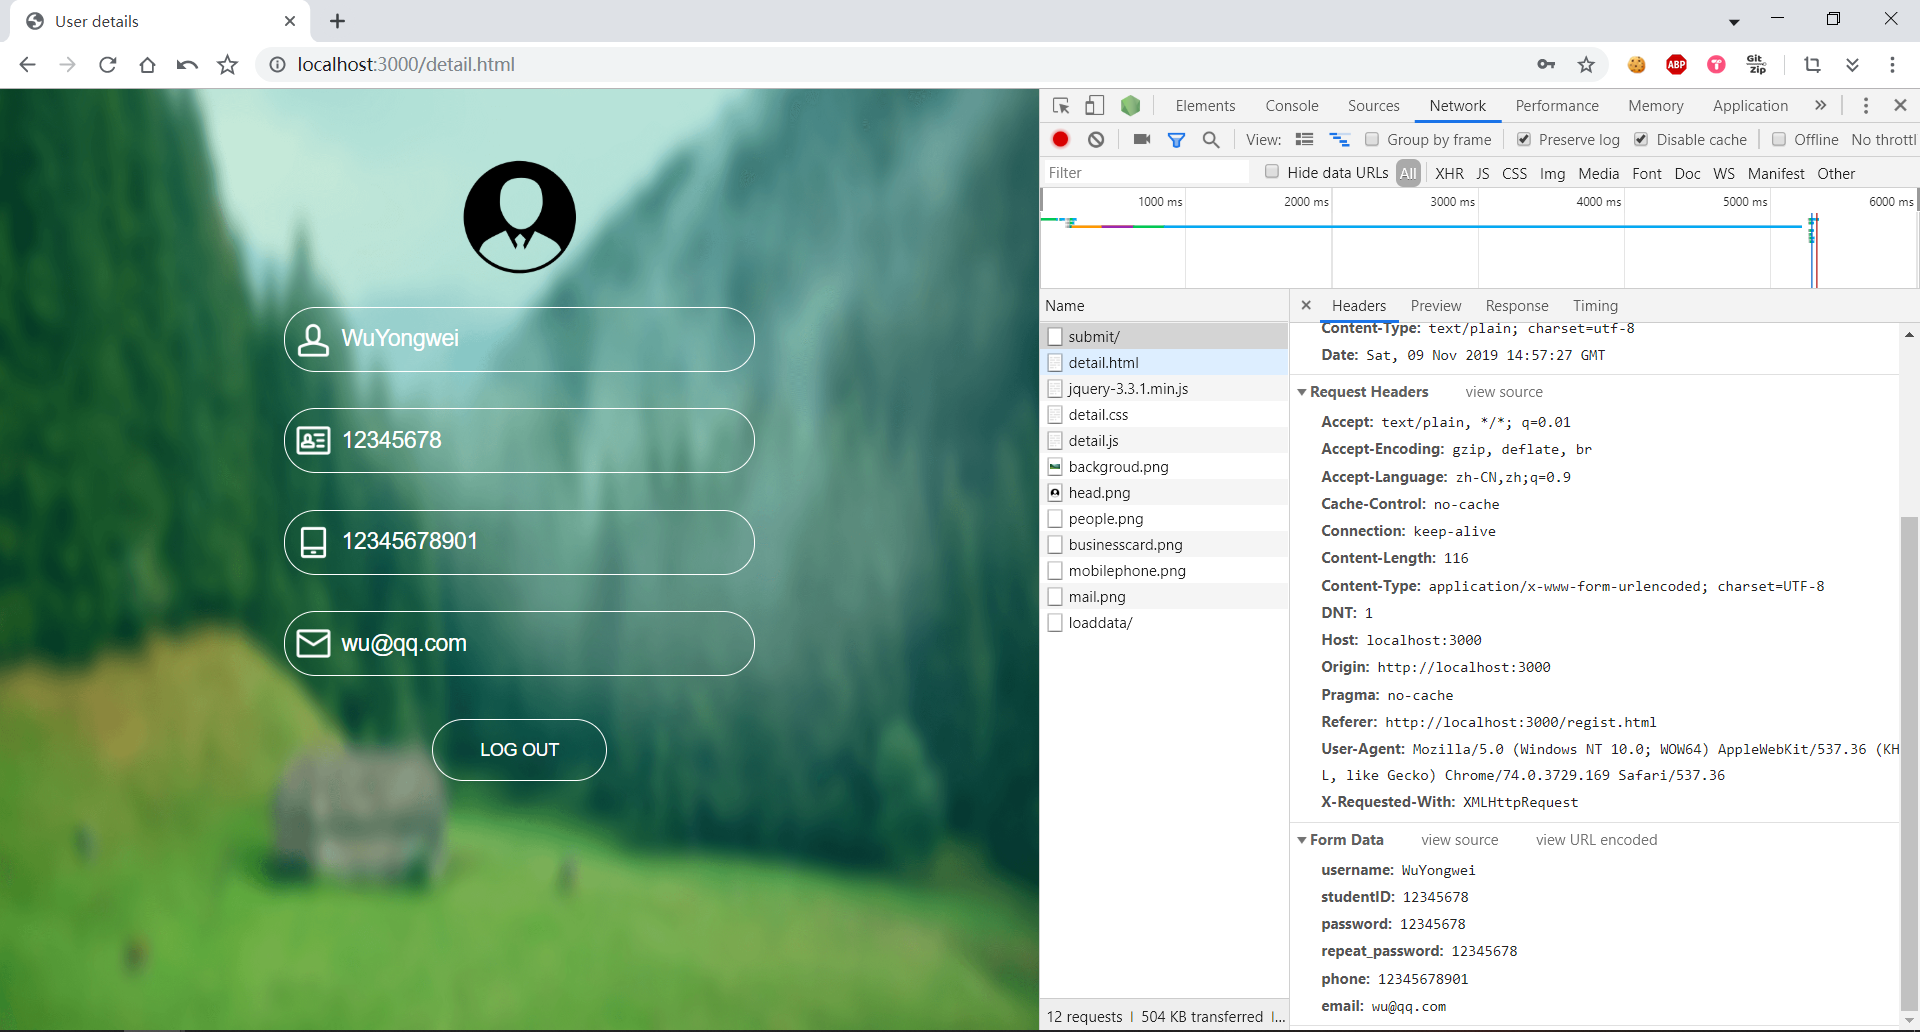 User details
localhost:3000/detail.html
ABP
Git
Zip
WuYongwei
12345678
12345678901
wu@qq.com
LOG OUT
Elements Console Sources Network Performance Memory Application
View: Group by frame Preserve log Disable cache Offline No throttl
Filter Hide data URLs All XHR JS CSS Img Media Font Doc WS Manifest Other
1000 ms 2000 ms 3000 ms 4000 ms 5000 ms 6000 ms
Name
submit/
detail.html
jquery-3.3.1.min.js
detail.css
detail.js
backgroud.png
head.png
people.png
businesscard.png
mobilephone.png
mail.png
loaddata/
12 requests 504 KB transferred ...
Headers Preview Response Timing
Content-Type: text/plain; charset=utf-8
Date: Sat, 09 Nov 2019 14:57:27 GMT
Request Headers view source
Accept: text/plain, */*; q=0.01
Accept-Encoding: gzip, deflate, br
Accept-Language: zh-CN,zh;q=0.9
Cache-Control: no-cache
Connection: keep-alive
Content-Length: 116
Content-Type: application/x-www-form-urlencoded; charset=UTF-8
DNT: 1
Host: localhost:3000
Origin: http://localhost:3000
Pragma: no-cache
Referer: http://localhost:3000/regist.html
User-Agent: Mozilla/5.0 (Windows NT 10.0; WOW64) AppleWebKit/537.36 (KH
L, like Gecko) Chrome/74.0.3729.169 Safari/537.36
X-Requested-With: XMLHttpRequest
Form Data view source view URL encoded
username: WuYongwei
studentID: 12345678
password: 12345678
repeat_password: 12345678
phone: 12345678901
email: wu@qq.com